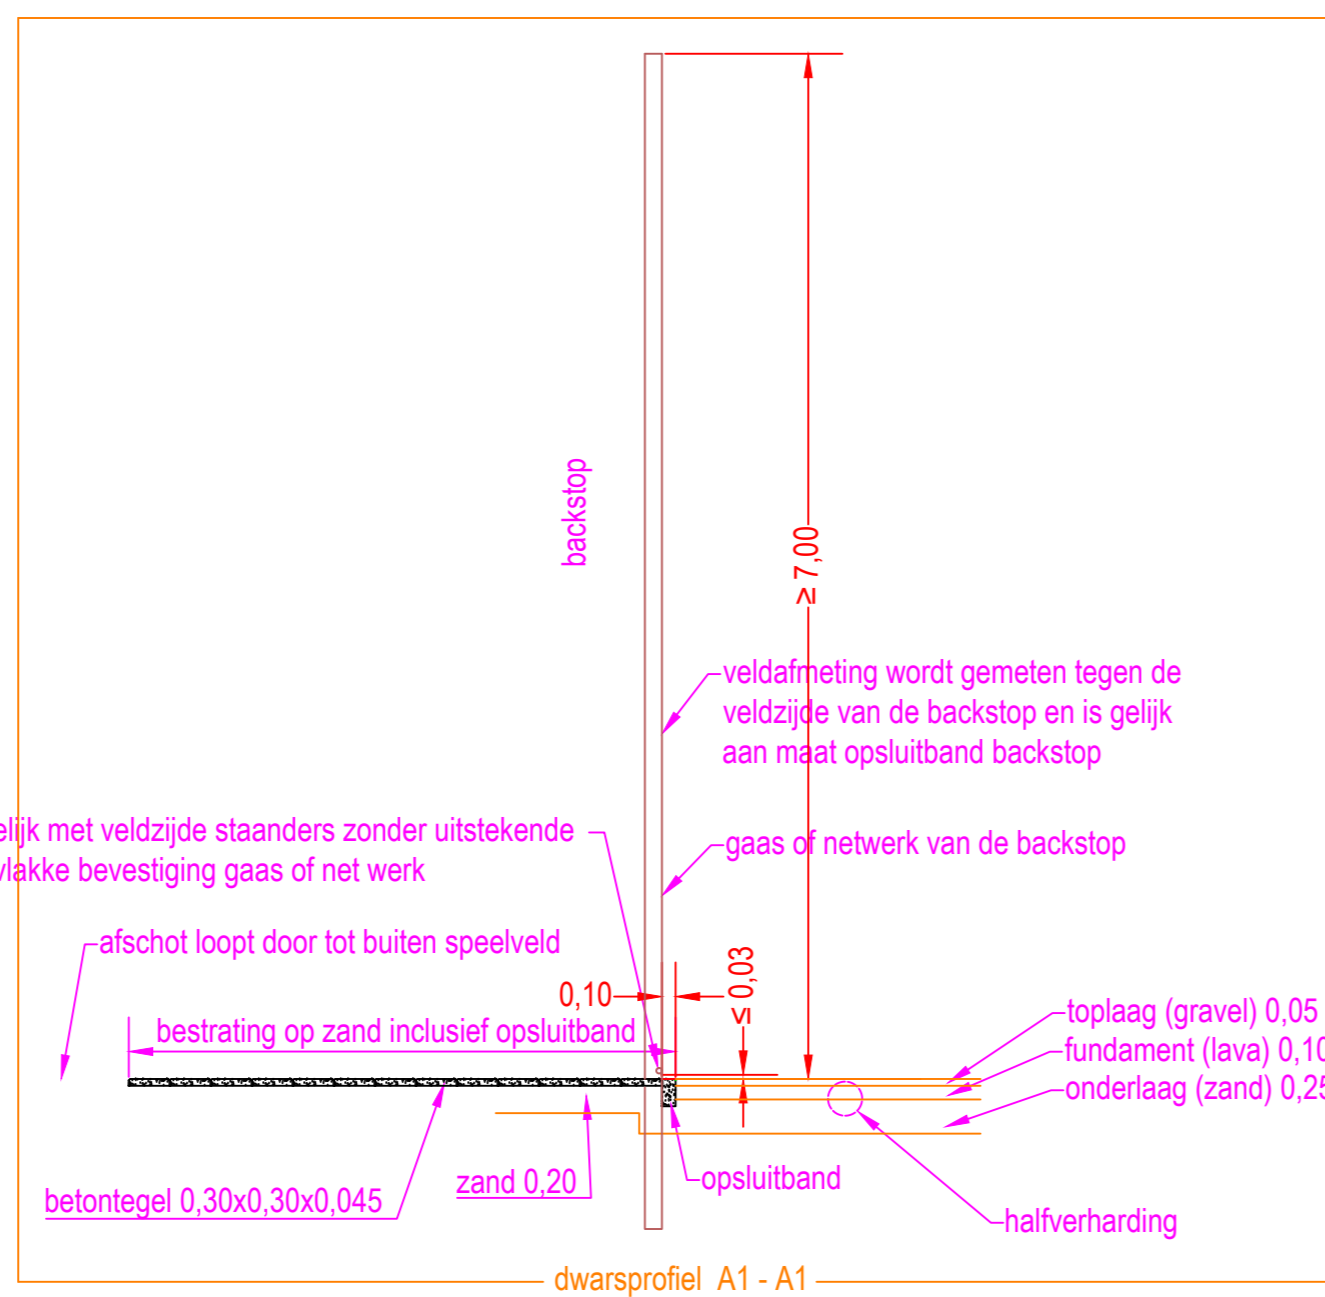 backstop
≥ 7,00
veldafmeting wordt gemeten tegen de
veldzijde van de backstop en is gelijk
aan maat opsluitband backstop
elijk met veldzijde staanders zonder uitstekende
vlakke bevestiging gaas of net werk
gaas of netwerk van de backstop
afschot loopt door tot buiten speelveld
0,10
≤ 0,03
bestrating op zand inclusief opsluitband
toplaag (gravel) 0,05
fundament (lava) 0,10
onderlaag (zand) 0,25
zand 0,20
opsluitband
betontegel 0,30x0,30x0,045
halfverharding
dwarsprofiel A1 - A1